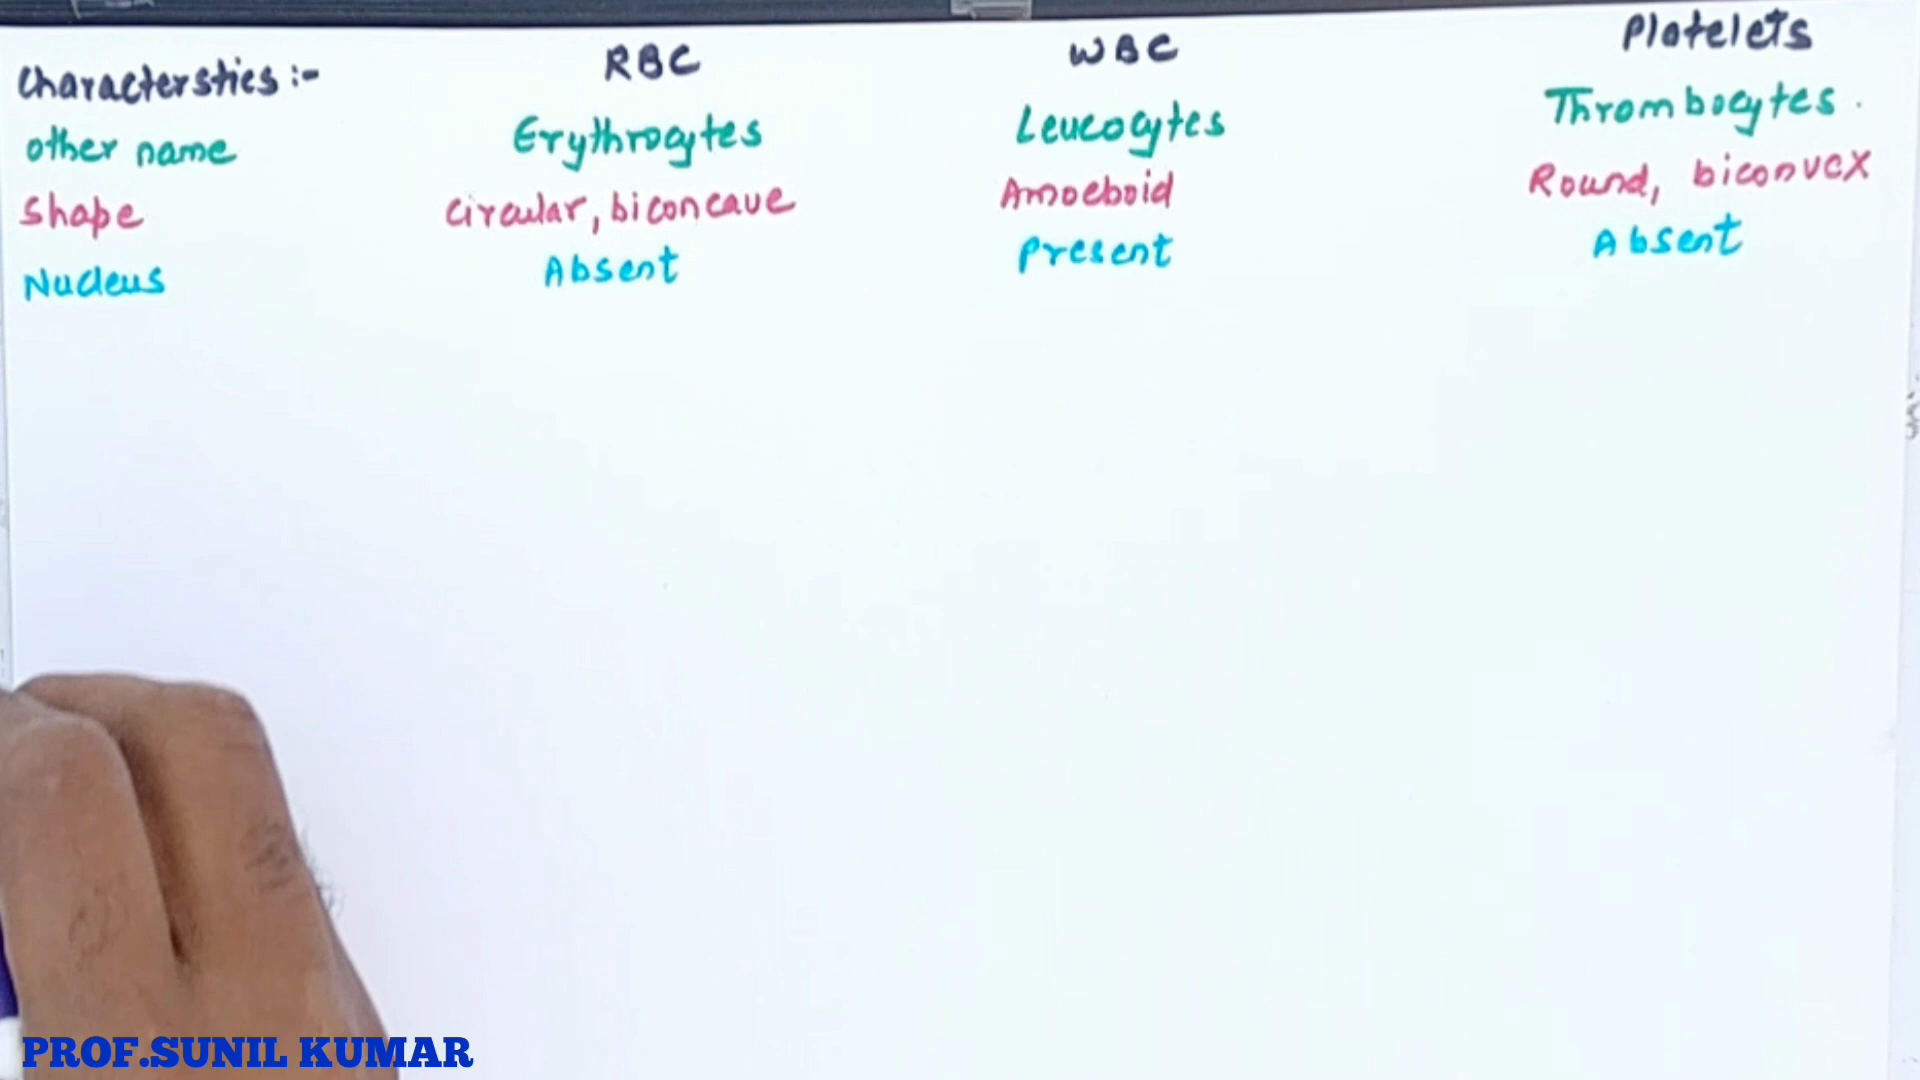 Characterstics :- RBC WBC Platelets
other name Erythrocytes Leucocytes Thrombocytes.
Shape Circular, biconcave Amoeboid Round, biconvex
Nucleus Absent Present Absent
PROF.SUNIL KUMAR